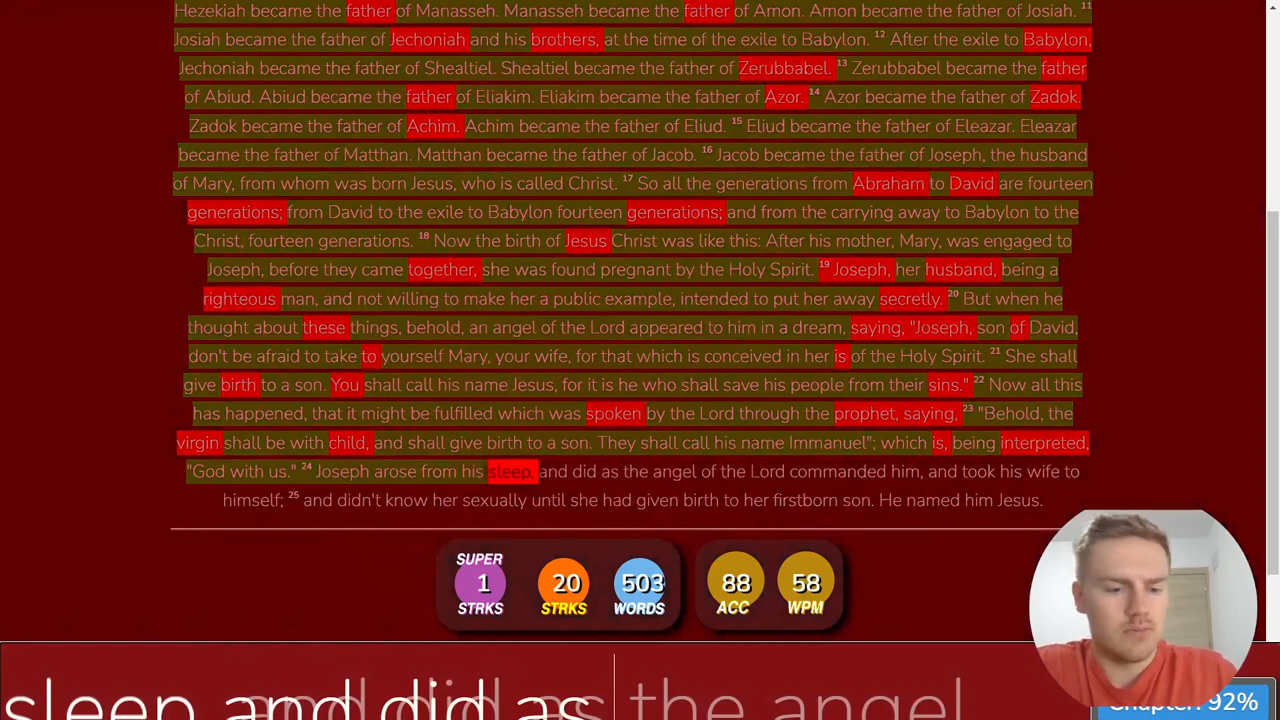 Hezekiah became the father of Manasseh. Manasseh became the father of Amon. Amon became the father of Josiah. 11
Josiah became the father of Jechoniah and his brothers, at the time of the exile to Babylon. 12 After the exile to Babylon,
Jechoniah became the father of Shealtiel. Shealtiel became the father of Zerubbabel. 13 Zerubbabel became the father
of Abiud. Abiud became the father of Eliakim. Eliakim became the father of Azor. 14 Azor became the father of Zadok.
Zadok became the father of Achim. Achim became the father of Eliud. 15 Eliud became the father of Eleazar. Eleazar
became the father of Matthan. Matthan became the father of Jacob. 16 Jacob became the father of Joseph, the husband
of Mary, from whom was born Jesus, who is called Christ. 17 So all the generations from Abraham to David are fourteen
generations; from David to the exile to Babylon fourteen generations; and from the carrying away to Babylon to the
Christ, fourteen generations. 18 Now the birth of Jesus Christ was like this: After his mother, Mary, was engaged to
Joseph, before they came together, she was found pregnant by the Holy Spirit. 19 Joseph, her husband, being a
righteous man, and not willing to make her a public example, intended to put her away secretly. 20 But when he
thought about these things, behold, an angel of the Lord appeared to him in a dream, saying, "Joseph, son of David,
don't be afraid to take to yourself Mary, your wife, for that which is conceived in her is of the Holy Spirit. 21 She shall
give birth to a son. You shall call his name Jesus, for it is he who shall save his people from their sins." 22 Now all this
has happened, that it might be fulfilled which was spoken by the Lord through the prophet, saying, 23 "Behold, the
virgin shall be with child, and shall give birth to a son. They shall call his name Immanuel"; which is, being interpreted,
"God with us." 24 Joseph arose from his sleep, and did as the angel of the Lord commanded him, and took his wife to
himself; 25 and didn't know her sexually until she had given birth to her firstborn son. He named him Jesus.
SUPER
1 20 503 88 58
STRKS STRKS WORDS ACC WPM
sleep and did as and did as the angel
Chapter: 92%